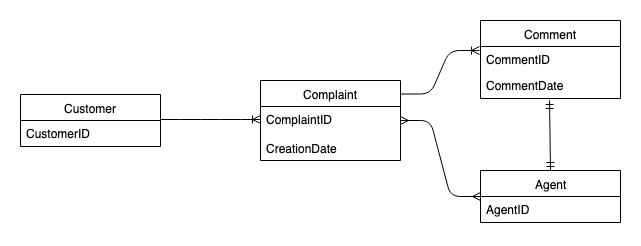 Customer
CustomerID
Complaint
ComplaintID
CreationDate
Comment
CommentID
CommentDate
Agent
AgentID